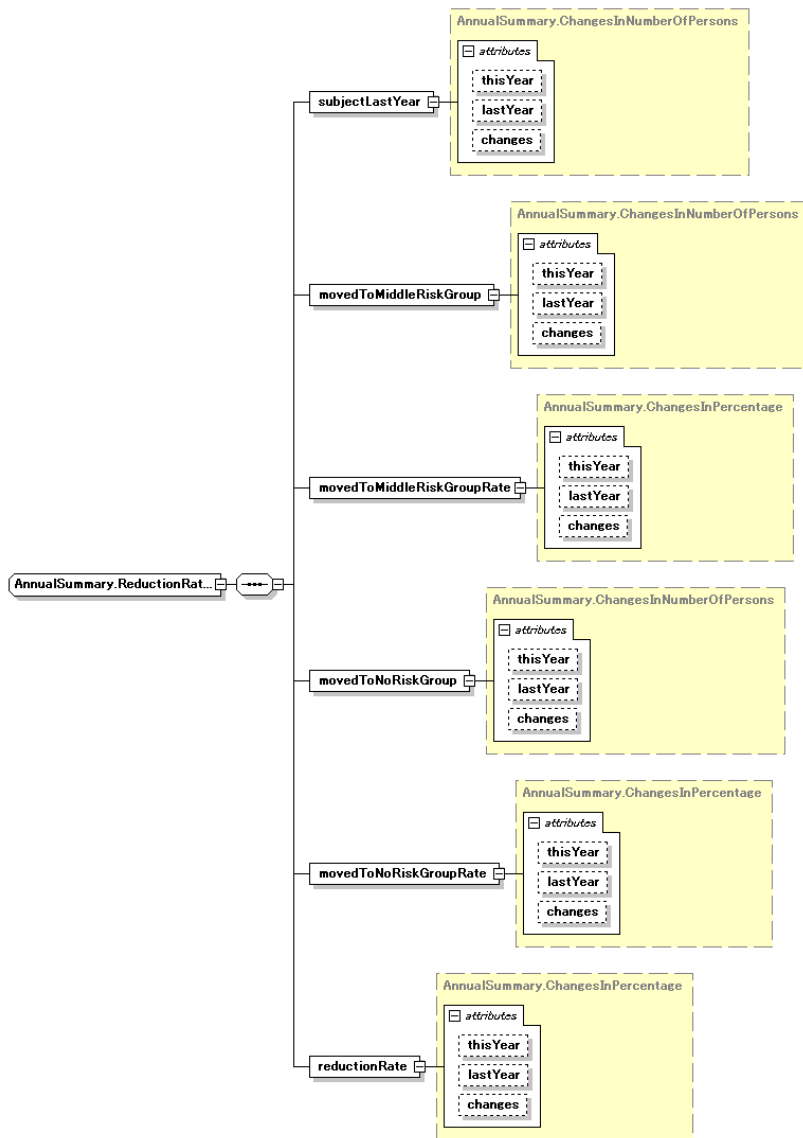 AnnualSummary.ChangesInNumberOfPersons
attributes
thisYear
subjectLastYear
lastYear
changes
AnnualSummary.ChangesInNumberOfPersons
attributes
thisYear
movedToMiddleRiskGroup
lastYear
changes
AnnualSummary.ChangesInPercentage
attributes
thisYear
movedToMiddleRiskGroupRate
lastYear
changes
AnnualSummary.ReductionRat...
AnnualSummary.ChangesInNumberOfPersons
attributes
thisYear
movedToNoRiskGroup
lastYear
changes
AnnualSummary.ChangesInPercentage
attributes
thisYear
movedToNoRiskGroupRate
lastYear
changes
AnnualSummary.ChangesInPercentage
attributes
thisYear
reductionRate
lastYear
changes